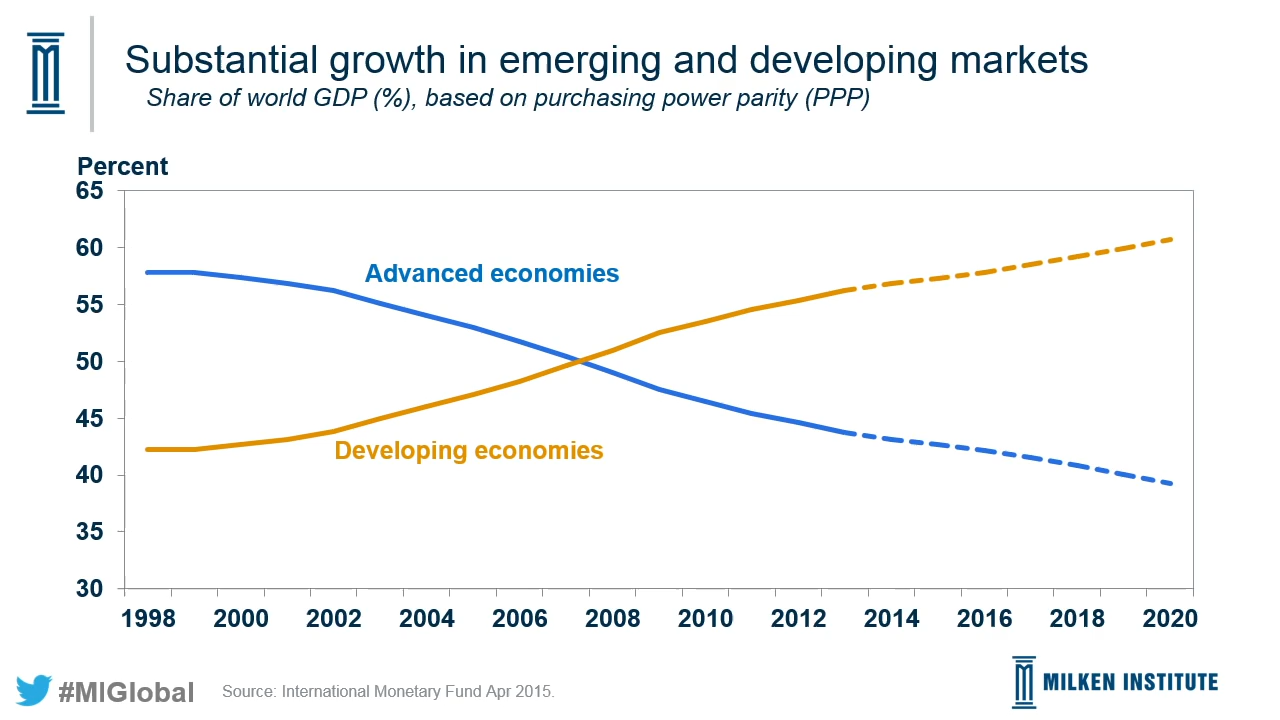 Substantial growth in emerging and developing markets
Share of world GDP (%), based on purchasing power parity (PPP)
Percent
65
60
Advanced economies
55
50
45
Developing economies
40
35
30
1998 2000 2002 2004 2006 2008 2010 2012 2014 2016 2018 2020
#MIGlobal
Source: International Monetary Fund Apr 2015.
MILKEN INSTITUTE